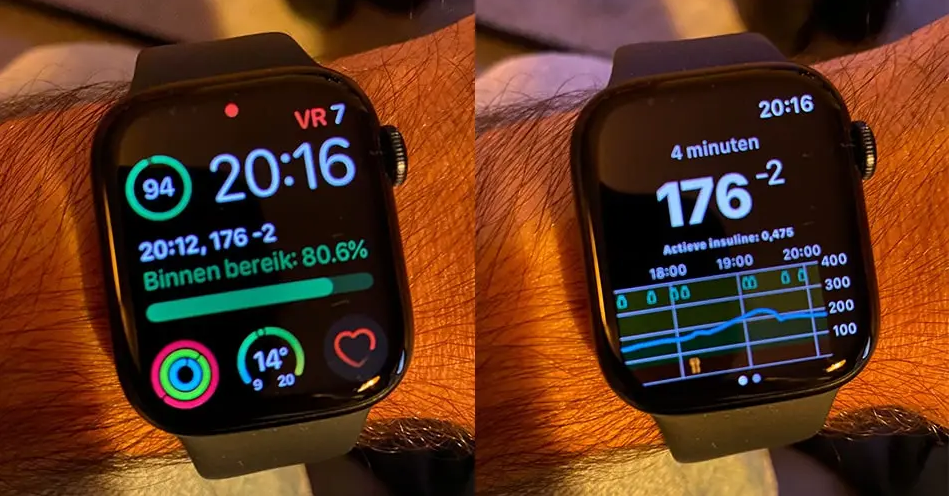 VR 7
94
20:16
20:12, 176 -2
Binnen bereik: 80.6%
14°
9 20
20:16
4 minuten
176 -2
Actieve insuline: 0,475
18:00 19:00 20:00
400
300
200
100